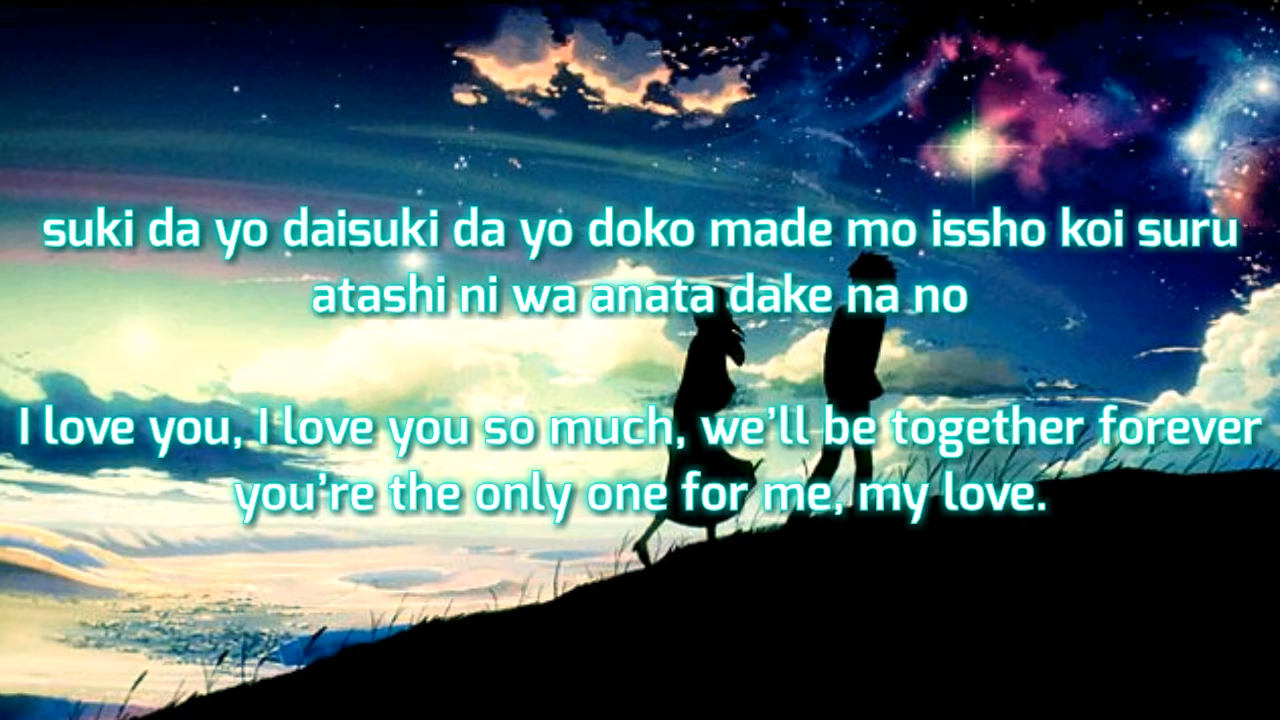 suki da yo daisuki da yo doko made mo issho koi suru
atashi ni wa anata dake na no
I love you, I love you so much, we’ll be together forever
you’re the only one for me, my love.